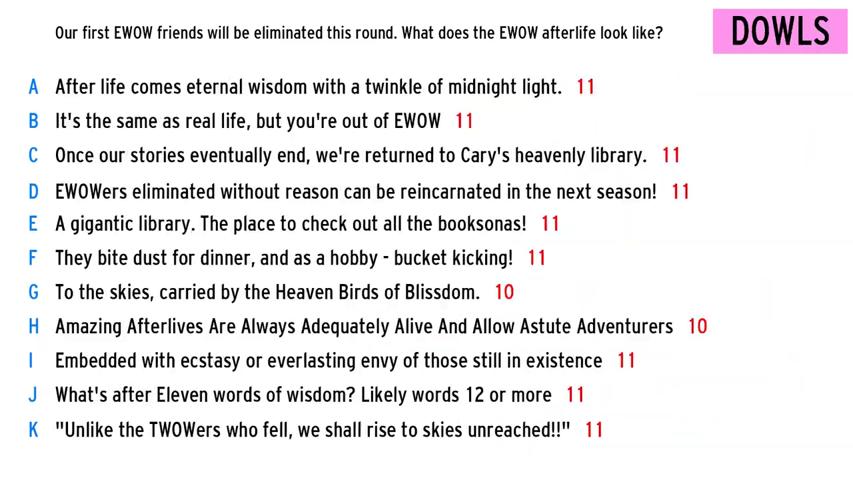 Our first EWOW friends will be eliminated this round. What does the EWOW afterlife look like?
DOWLS
A After life comes eternal wisdom with a twinkle of midnight light. 11
B It's the same as real life, but you're out of EWOW 11
C Once our stories eventually end, we're returned to Cary's heavenly library. 11
D EWOWers eliminated without reason can be reincarnated in the next season! 11
E A gigantic library. The place to check out all the booksonas! 11
F They bite dust for dinner, and as a hobby - bucket kicking! 11
G To the skies, carried by the Heaven Birds of Blissdom. 10
H Amazing Afterlives Are Always Adequately Alive And Allow Astute Adventurers 10
I Embedded with ecstasy or everlasting envy of those still in existence 11
J What's after Eleven words of wisdom? Likely words 12 or more 11
K "Unlike the TWOWers who fell, we shall rise to skies unreached!!" 11